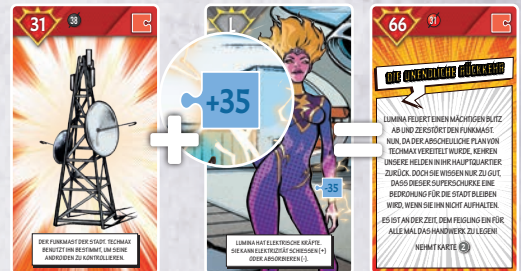 31
38
DER FUNKMAST DER STADT. TECHMAX
BENUTZT IHN BESTIMMT, UM SEINE
ANDROIDEN ZU KONTROLLIEREN.
+
L
+35
-35
LUMINA HAT ELEKTRISCHE KRÄFTE.
SIE KANN ELEKTRIZITÄT SCHIESSEN (+)
ODER ABSORBIEREN (-).
=
66
31
DIE UNENDLICHE RÜCKKEHR
LUMINA FEUERT EINEN MÄCHTIGEN BLITZ
AB UND ZERSTÖRT DEN FUNKMAST.
NUN, DA DER ABSCHEULICHE PLAN VON
TECHMAX VEREITELT WURDE, KEHREN
UNSERE HELDEN IN IHR HAUPTQUARTIER
ZURÜCK. DOCH SIE WISSEN NUR ZU GUT,
DASS DIESER SUPERSCHURKE EINE
BEDROHUNG FÜR DIE STADT BLEIBEN
WIRD, WENN SIE IHN NICHT AUFHALTEN.
ES IST AN DER ZEIT, DEM FEIGLING EIN FÜR
ALLE MAL DAS HANDWERK ZU LEGEN!
NEHMT KARTE 2